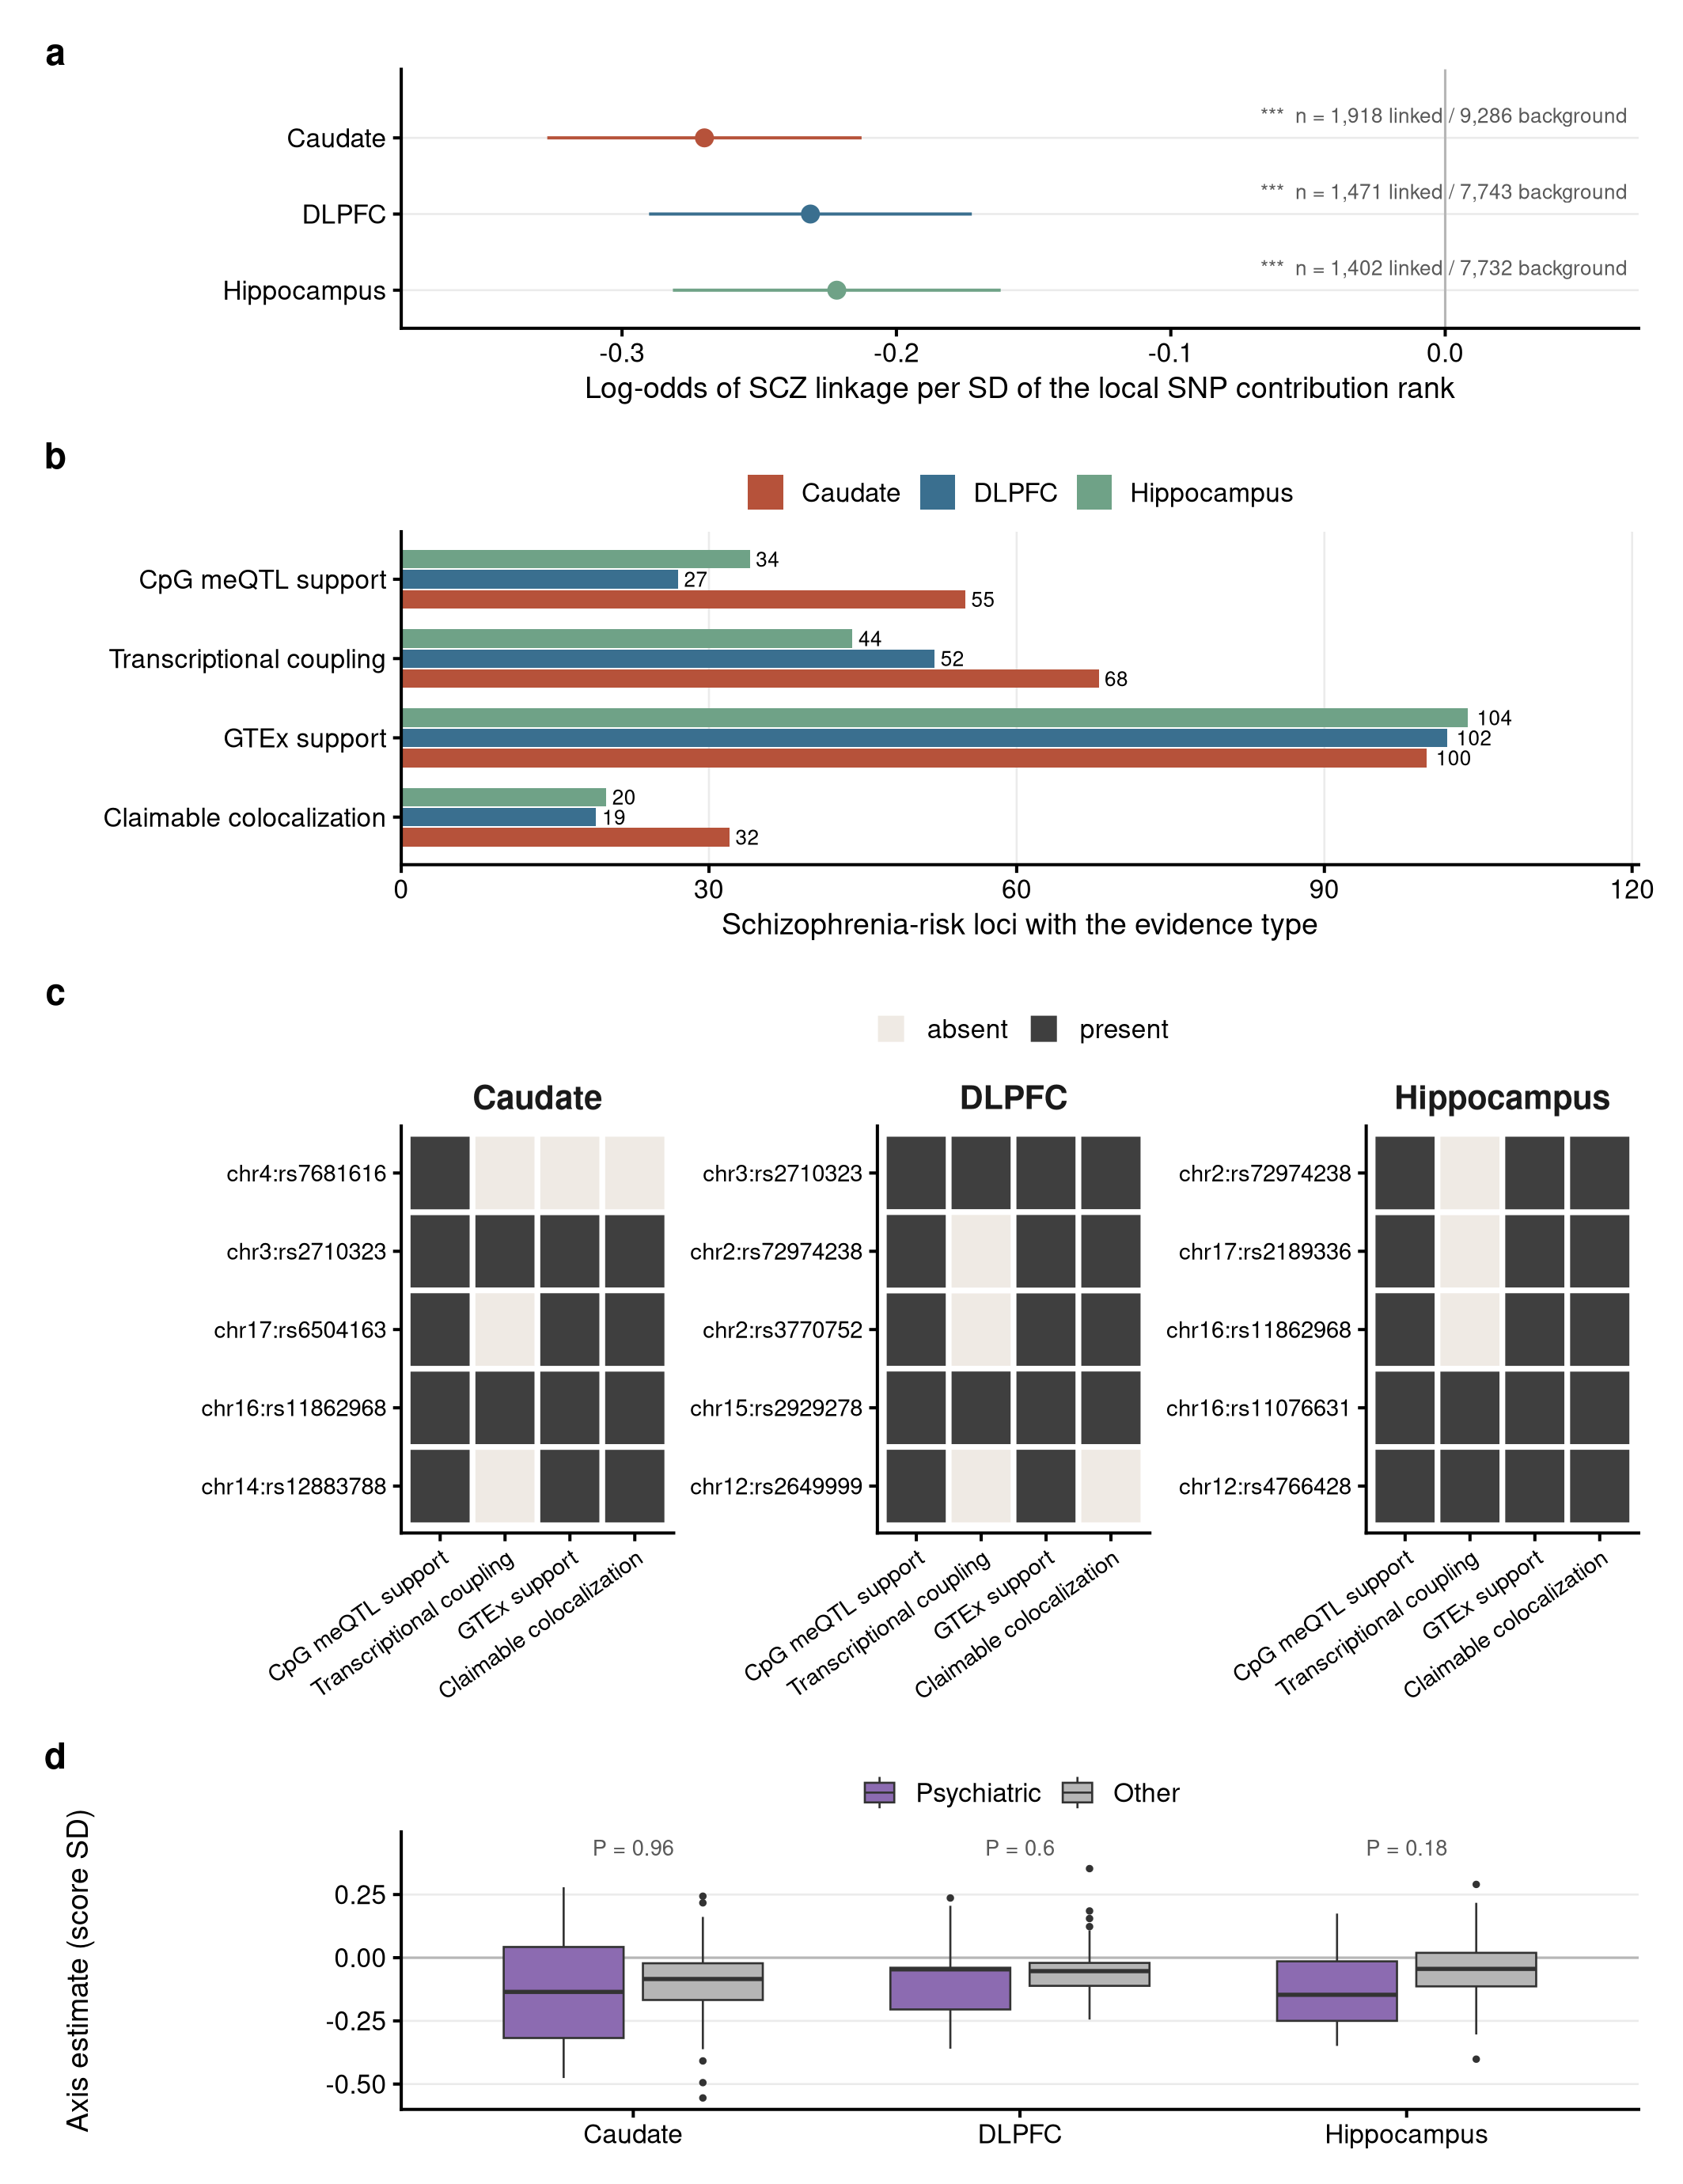 a
*** n = 1,918 linked / 9,286 background
Caudate
*** n = 1,471 linked / 7,743 background
DLPFC
*** n = 1,402 linked / 7,732 background
Hippocampus
-0.3 -0.2 -0.1 0.0
Log-odds of SCZ linkage per SD of the local SNP contribution rank
b
Caudate DLPFC Hippocampus
34
CpG meQTL support 27
55
44
Transcriptional coupling 52
68
104
GTEx support 102
100
20
Claimable colocalization 19
32
0 30 60 90 120
Schizophrenia-risk loci with the evidence type
c
absent present
Caudate DLPFC Hippocampus
chr4:rs7681616 chr3:rs2710323 chr2:rs72974238
chr3:rs2710323 chr2:rs72974238 chr17:rs2189336
chr17:rs6504163 chr2:rs3770752 chr16:rs11862968
chr16:rs11862968 chr15:rs2929278 chr16:rs11076631
chr14:rs12883788 chr12:rs2649999 chr12:rs4766428
CpG meQTL support
Transcriptional coupling
GTEx support
Claimable colocalization
CpG meQTL support
Transcriptional coupling
GTEx support
Claimable colocalization
CpG meQTL support
Transcriptional coupling
GTEx support
Claimable colocalization
d
Psychiatric Other
Axis estimate (score SD)
P = 0.96 P = 0.6 P = 0.18
0.25
0.00
-0.25
-0.50
Caudate DLPFC Hippocampus